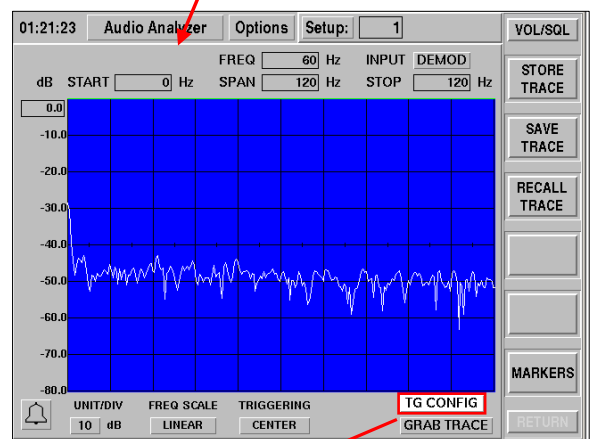 01:21:23 Audio Analyzer Options Setup: 1
VOL/SQL
FREQ 60 Hz INPUT DEMOD
dB START 0 Hz SPAN 120 Hz STOP 120 Hz
STORE TRACE
0.0
-10.0
SAVE TRACE
-20.0
RECALL TRACE
-30.0
-40.0
-50.0
-60.0
-70.0
MARKERS
-80.0
UNIT/DIV FREQ SCALE TRIGGERING TG CONFIG
10 dB LINEAR CENTER GRAB TRACE
RETURN